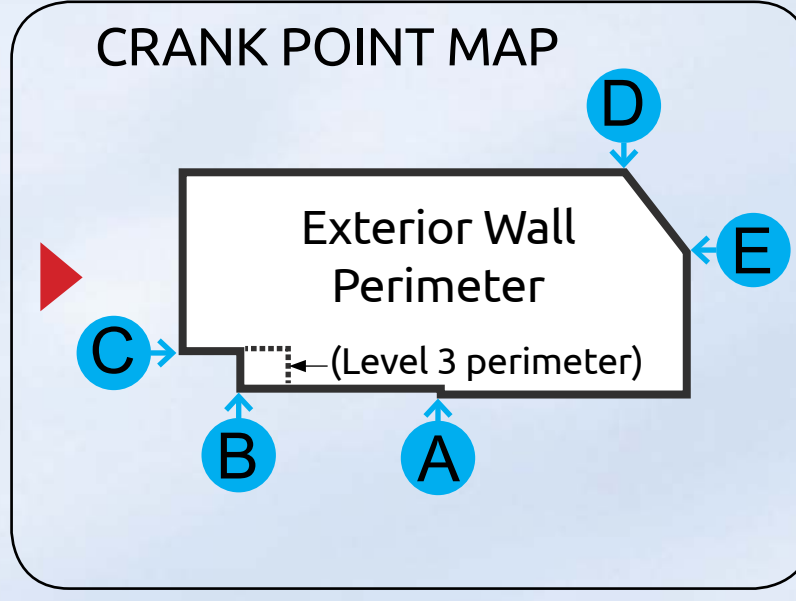 CRANK POINT MAP
D
Exterior Wall
Perimeter
E
C
(Level 3 perimeter)
B
A